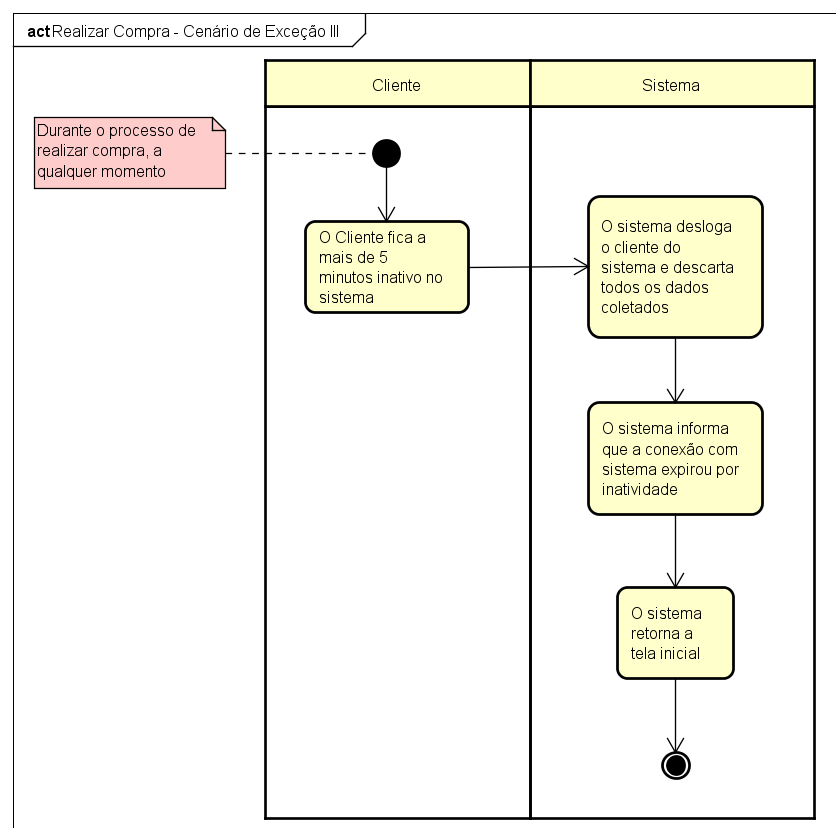 act Realizar Compra - Cenário de Exceção III
Cliente
Sistema
Durante o processo de
realizar compra, a
qualquer momento
O Cliente fica a
mais de 5
minutos inativo no
sistema
O sistema desloga
o cliente do
sistema e descarta
todos os dados
coletados
O sistema informa
que a conexão com
sistema expirou por
inatividade
O sistema
retorna a
tela inicial